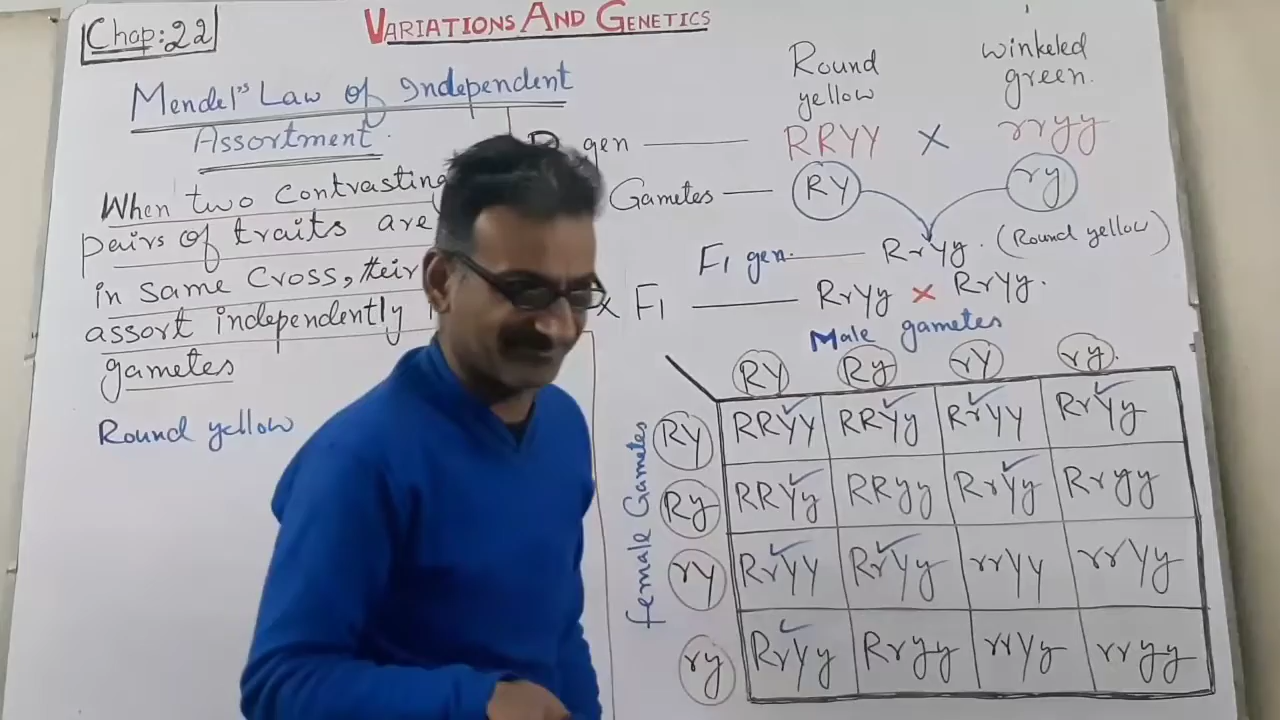 Chap:22
VARIATIONS AND GENETICS
Mendel's Law of Independent
Assortment.
When two contrasting
pairs of traits are
in same cross, their
assort independently
gametes
Round yellow
Round
yellow
winkeled
green.
gen RRYY × rryy
Gametes RY ry
F1 gen. RrYy. (Round yellow)
× F1 RrYy × RrYy.
Male gametes
RY Ry rY ry.
female Gametes
RY RRYY RRYy RrYY RrYy
Ry RRYy RRyy RrYy Rryy
rY RrYY RrYy rrYY rrYy
ry RrYy Rryy rrYy rryy